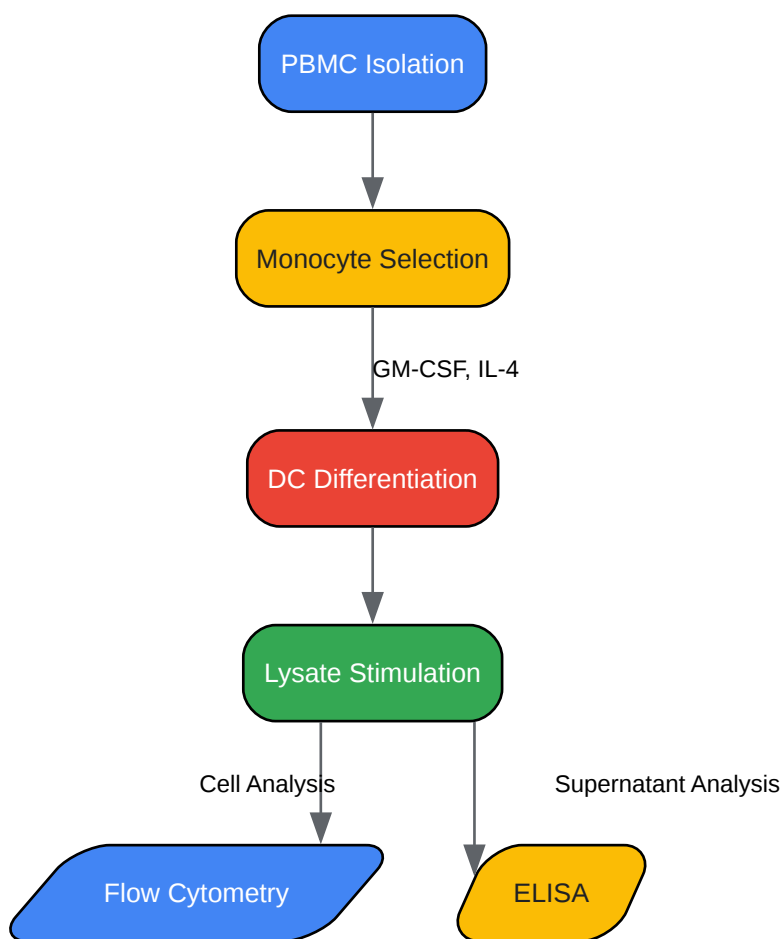 PBMC Isolation
Monocyte Selection
GM-CSF, IL-4
DC Differentiation
Lysate Stimulation
Cell Analysis
Supernatant Analysis
Flow Cytometry
ELISA